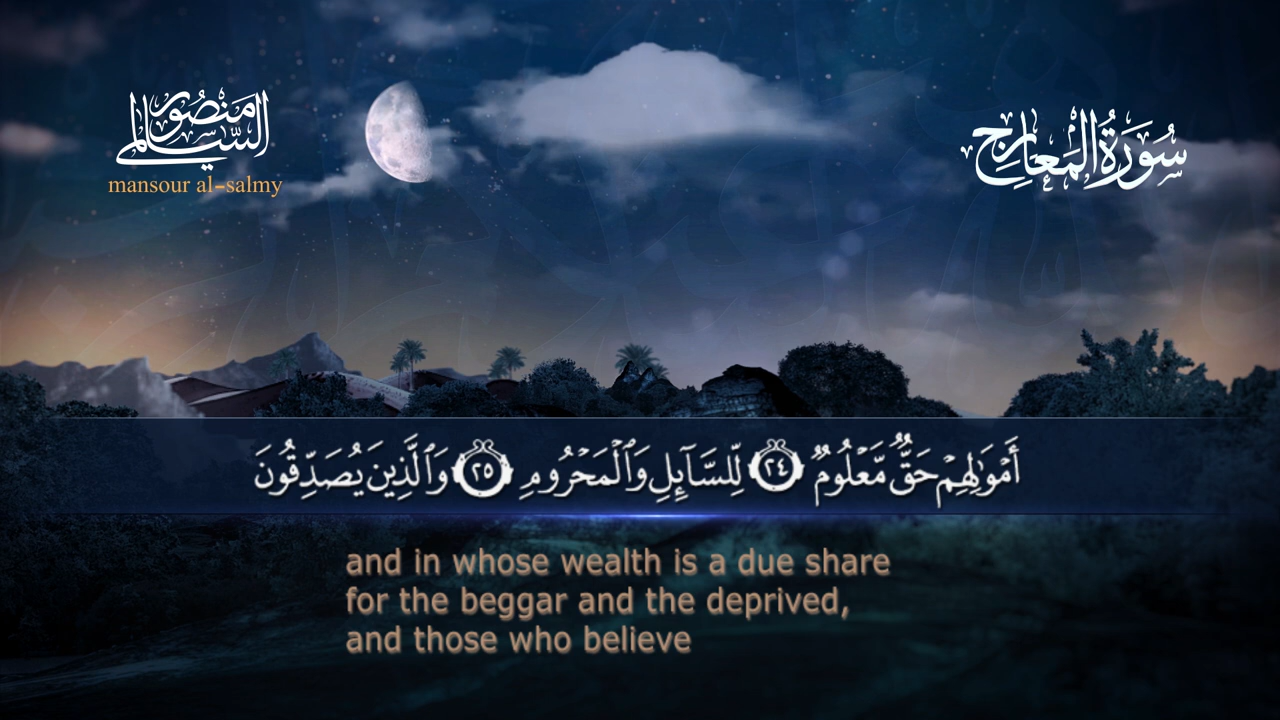 منصور السالمي
mansour al-salmy
سُورَةُ المَعَارِج
أَمْوَٰلِهِمْ حَقٌّ مَّعْلُومٌ ٢٤ لِّلسَّآئِلِ وَٱلْمَحْرُومِ ٢٥ وَٱلَّذِينَ يُصَدِّقُونَ
and in whose wealth is a due share
for the beggar and the deprived,
and those who believe